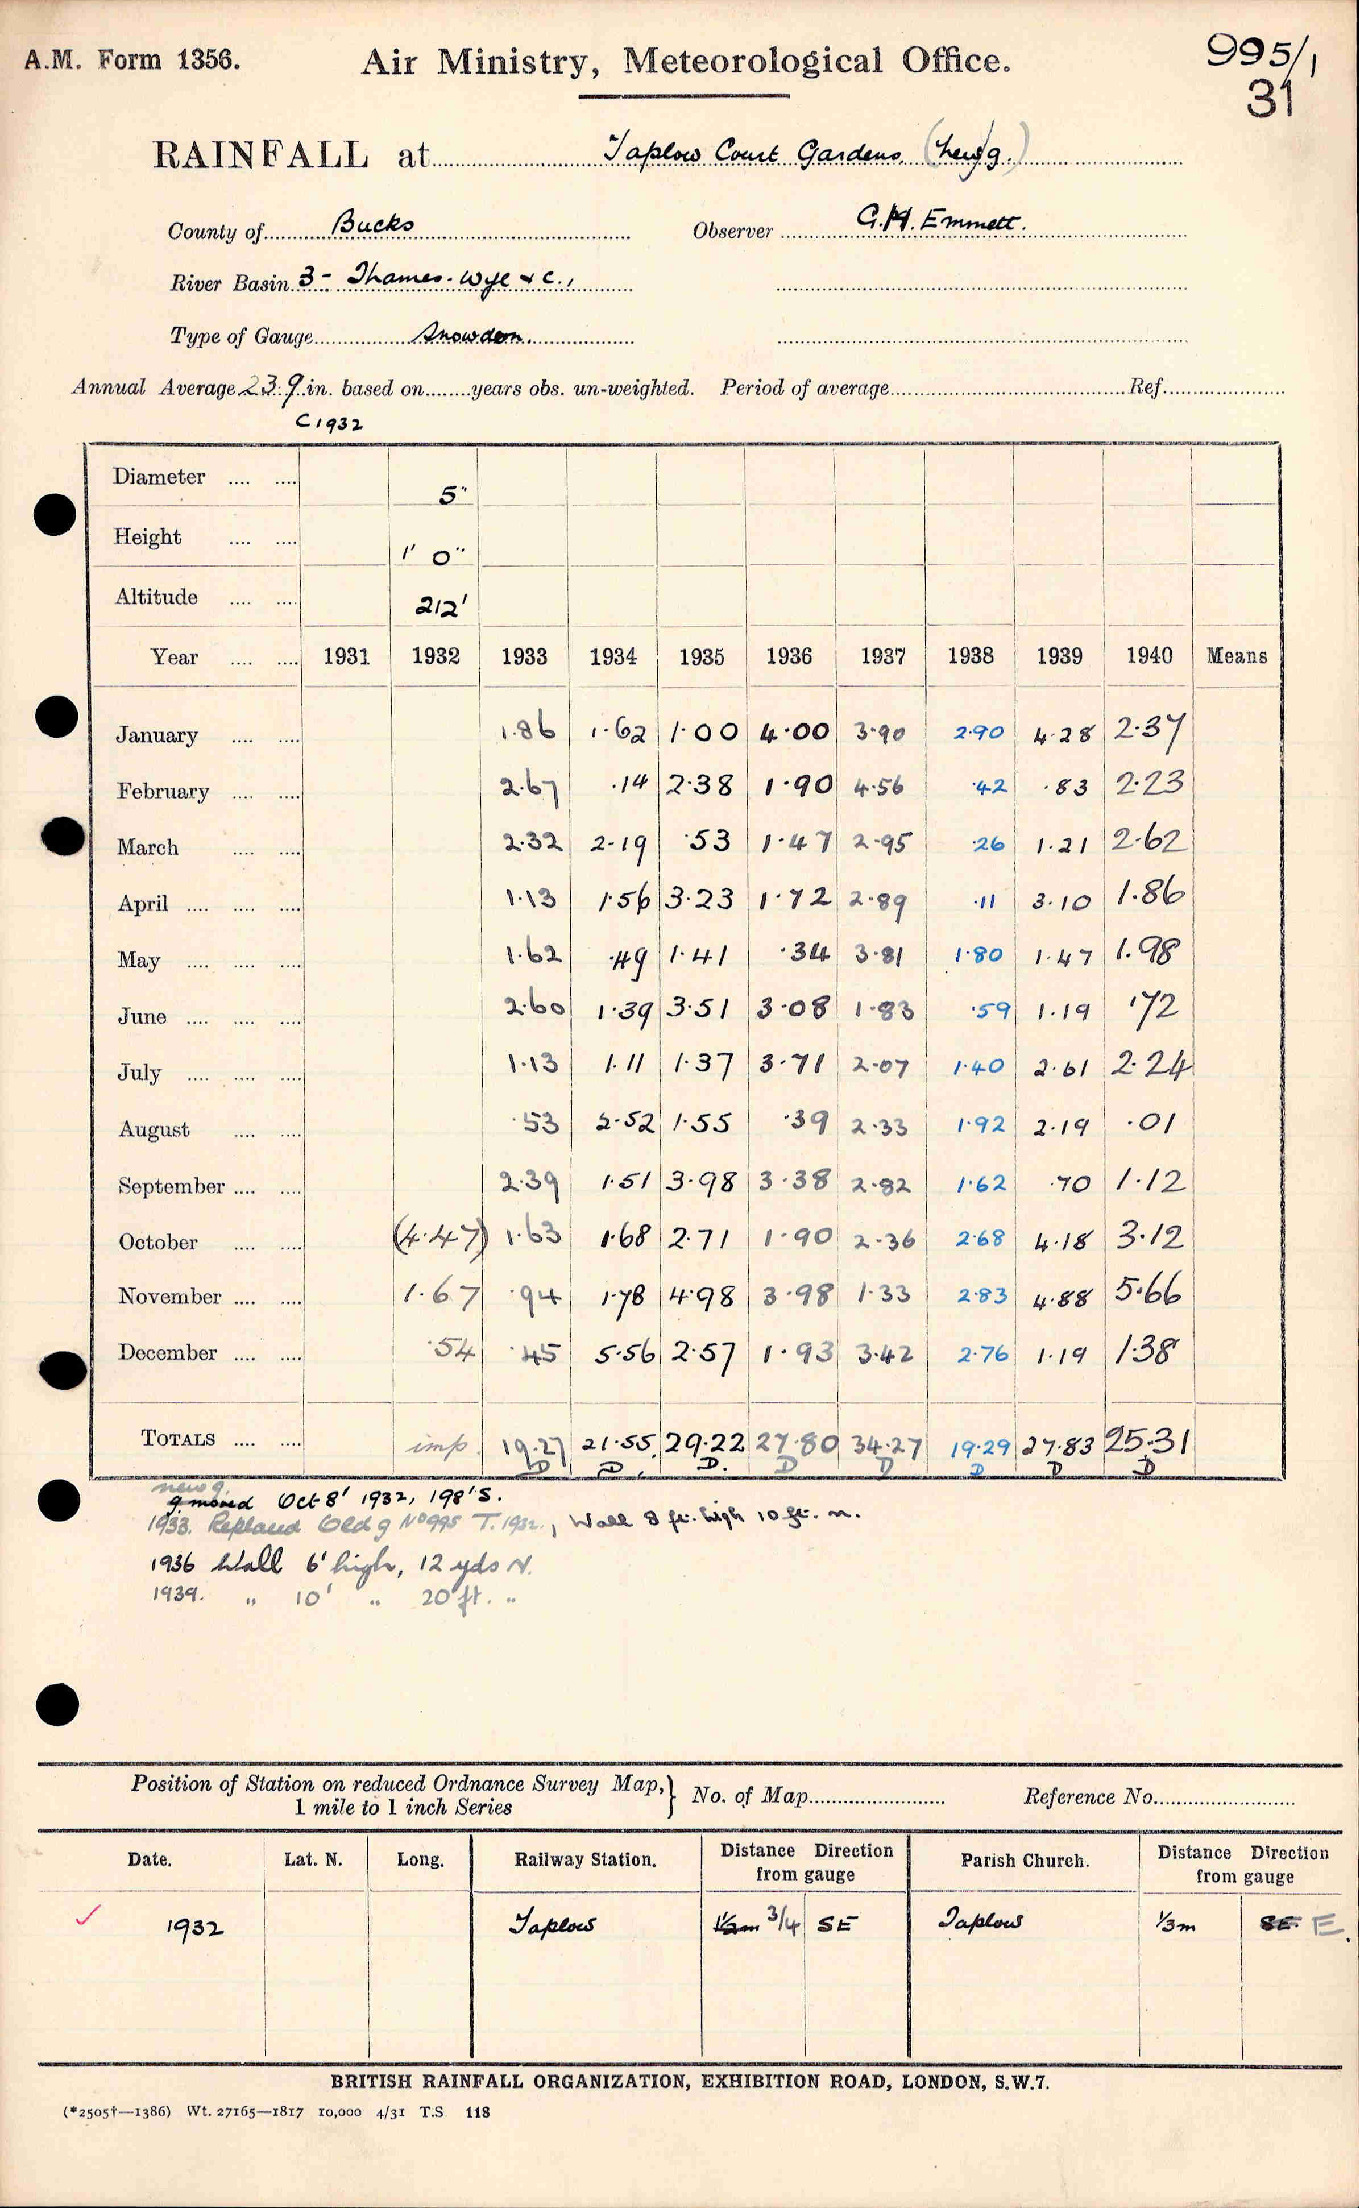 A.M. Form 1356.
Air Ministry, Meteorological Office.
995/1
31
RAINFALL at Taplow Court Gardens (new g.)
County of Bucks Observer G.H. Emmett.
River Basin 3- Thames-Wye & c.,
Type of Gauge Snowdon.
Annual Average 23.9 in. based on years obs. un-weighted. Period of average Ref.
C1932
Diameter 5"
Height 1' 0"
Altitude 212'
Year 1931 1932 1933 1934 1935 1936 1937 1938 1939 1940 Means
January 1.86 1.62 1.00 4.00 3.90 2.90 4.28 2.37
February 2.67 .14 2.38 1.90 4.56 .42 .83 2.23
March 2.32 2.19 .53 1.47 2.95 .26 1.21 2.62
April 1.13 1.56 3.23 1.72 2.89 .11 3.10 1.86
May 1.62 .49 1.41 .34 3.81 1.80 1.47 1.98
June 2.60 1.39 3.51 3.08 1.83 .59 1.19 .72
July 1.13 1.11 1.37 3.71 2.07 1.40 2.61 2.24
August .53 2.52 1.55 .39 2.33 1.92 2.19 .01
September 2.39 1.51 3.98 3.38 2.82 1.62 .70 1.12
October (4.47) 1.63 1.68 2.71 1.90 2.36 2.68 4.18 3.12
November 1.67 .94 1.78 4.98 3.98 1.33 2.83 4.88 5.66
December .54 .45 5.56 2.57 1.93 3.42 2.76 1.19 1.38
TOTALS imp. 19.27 21.55 29.22 27.80 34.27 19.29 27.83 25.31
D D D. D D D D D
new g.
g moved Oct 8' 1932, 198' S.
1933. Replaced Old g No 995 T. 1932., Wall 8 ft. high 10 ft. n.
1936 Wall 6' high, 12 yds N.
1939. " 10' " 20 ft. "
Position of Station on reduced Ordnance Survey Map, 1 mile to 1 inch Series } No. of Map Reference No.
Date. Lat. N. Long. Railway Station. Distance Direction from gauge Parish Church. Distance Direction from gauge
1932 Taplow 1/2m 3/4 SE Taplow 1/3m SE E.
BRITISH RAINFALL ORGANIZATION, EXHIBITION ROAD, LONDON, S.W.7.
(*2505†—1386) Wt. 27165—1817 10,000 4/31 T.S 118